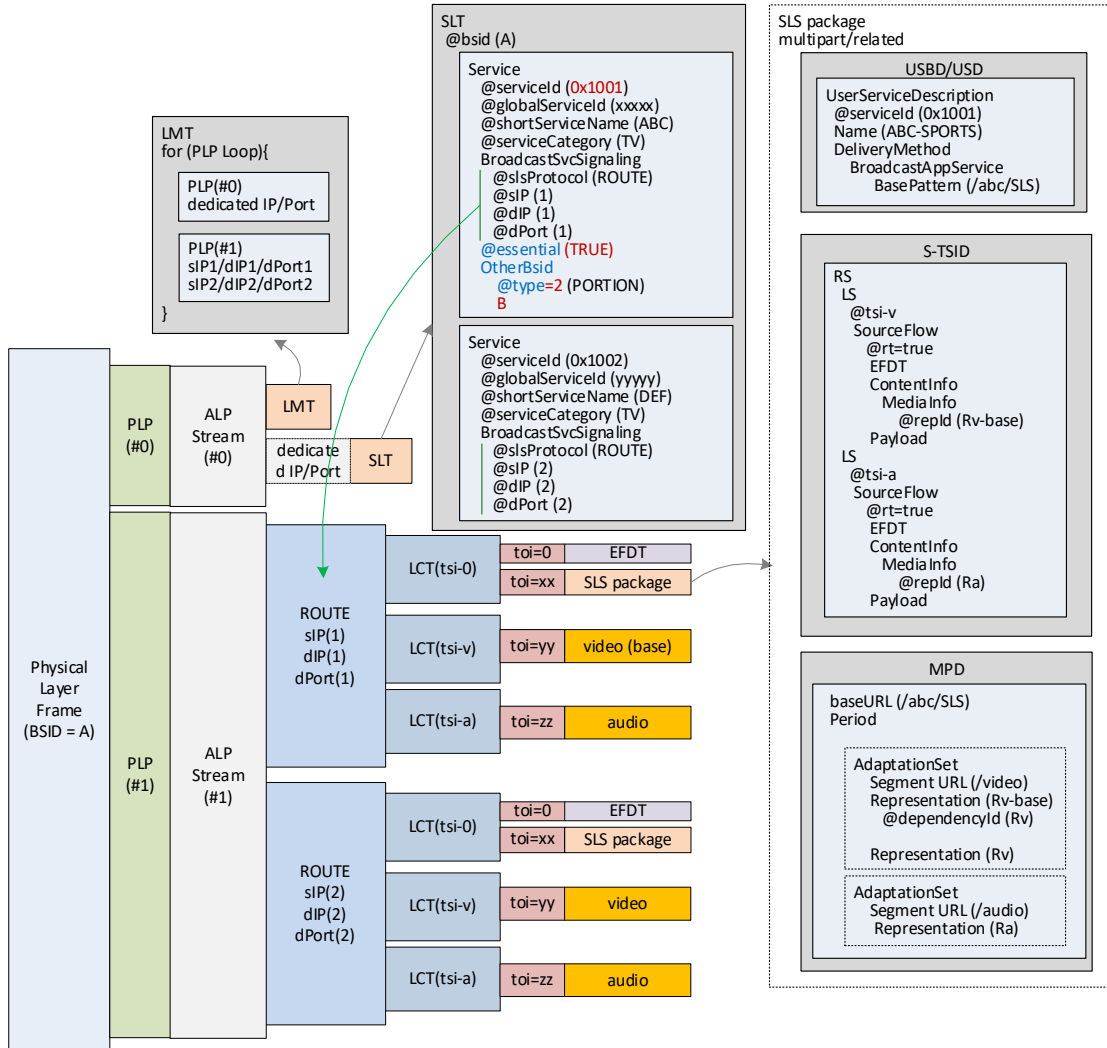 SLT
@bsid (A)
Service
@serviceId (0x1001)
@globalServiceId (xxxxx)
@shortServiceName (ABC)
@serviceCategory (TV)
BroadcastSvcSignaling
@slsProtocol (ROUTE)
@sIP (1)
@dIP (1)
@dPort (1)
@essential (TRUE)
OtherBsid
@type=2 (PORTION)
B
Service
@serviceId (0x1002)
@globalServiceId (yyyyy)
@shortServiceName (DEF)
@serviceCategory (TV)
BroadcastSvcSignaling
@slsProtocol (ROUTE)
@sIP (2)
@dIP (2)
@dPort (2)
LMT
for (PLP Loop){
PLP(#0)
dedicated IP/Port
PLP(#1)
sIP1/dIP1/dPort1
sIP2/dIP2/dPort2
}
Physical
Layer
Frame
(BSID = A)
PLP
(#0)
ALP
Stream
(#0)
LMT
dedicate
d IP/Port
SLT
PLP
(#1)
ALP
Stream
(#1)
ROUTE
sIP(1)
dIP(1)
dPort(1)
LCT(tsi-0)
toi=0
EFDT
toi=xx
SLS package
LCT(tsi-v)
toi=yy
video (base)
LCT(tsi-a)
toi=zz
audio
ROUTE
sIP(2)
dIP(2)
dPort(2)
LCT(tsi-0)
toi=0
EFDT
toi=xx
SLS package
LCT(tsi-v)
toi=yy
video
LCT(tsi-a)
toi=zz
audio
SLS package
multipart/related
USBD/USD
UserServiceDescription
@serviceId (0x1001)
Name (ABC-SPORTS)
DeliveryMethod
BroadcastAppService
BasePattern (/abc/SLS)
S-TSID
RS
LS
@tsi-v
SourceFlow
@rt=true
EFDT
ContentInfo
MediaInfo
@repId (Rv-base)
Payload
LS
@tsi-a
SourceFlow
@rt=true
EFDT
ContentInfo
MediaInfo
@repId (Ra)
Payload
MPD
baseURL (/abc/SLS)
Period
AdaptationSet
Segment URL (/video)
Representation (Rv-base)
@dependencyId (Rv)
Representation (Rv)
AdaptationSet
Segment URL (/audio)
Representation (Ra)